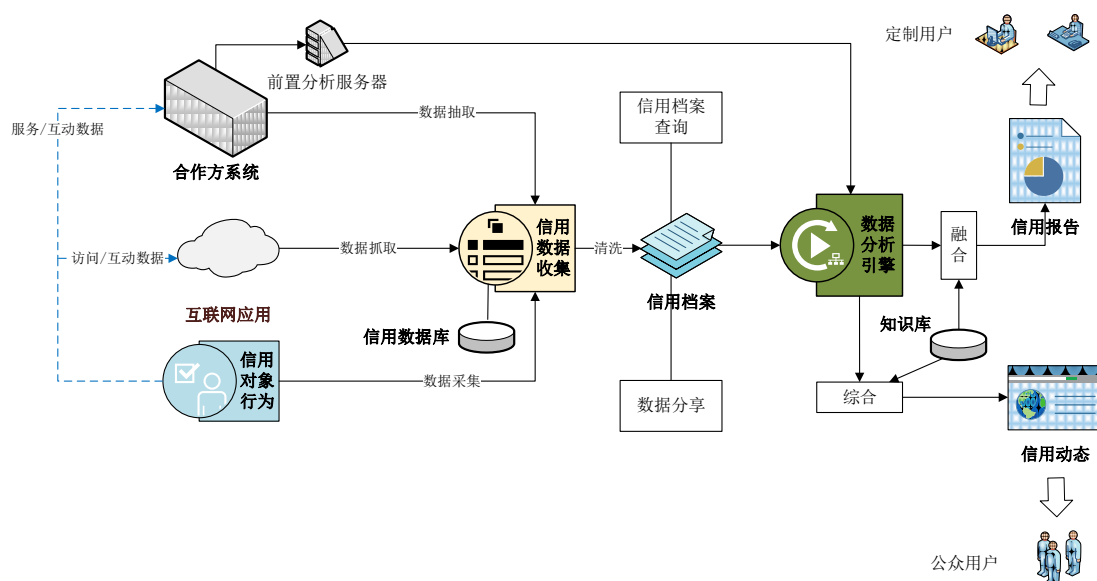 定制用户
前置分析服务器
信用档案
查询
数据抽取
服务/互动数据
合作方系统
信用
数据
收集
数据
分析
引擎
融
合
信用报告
访问/互动数据
数据抓取
清洗
信用档案
互联网应用
信用数据库
知识库
信用
对象
行为
数据采集
数据分享
综合
信用动态
公众用户